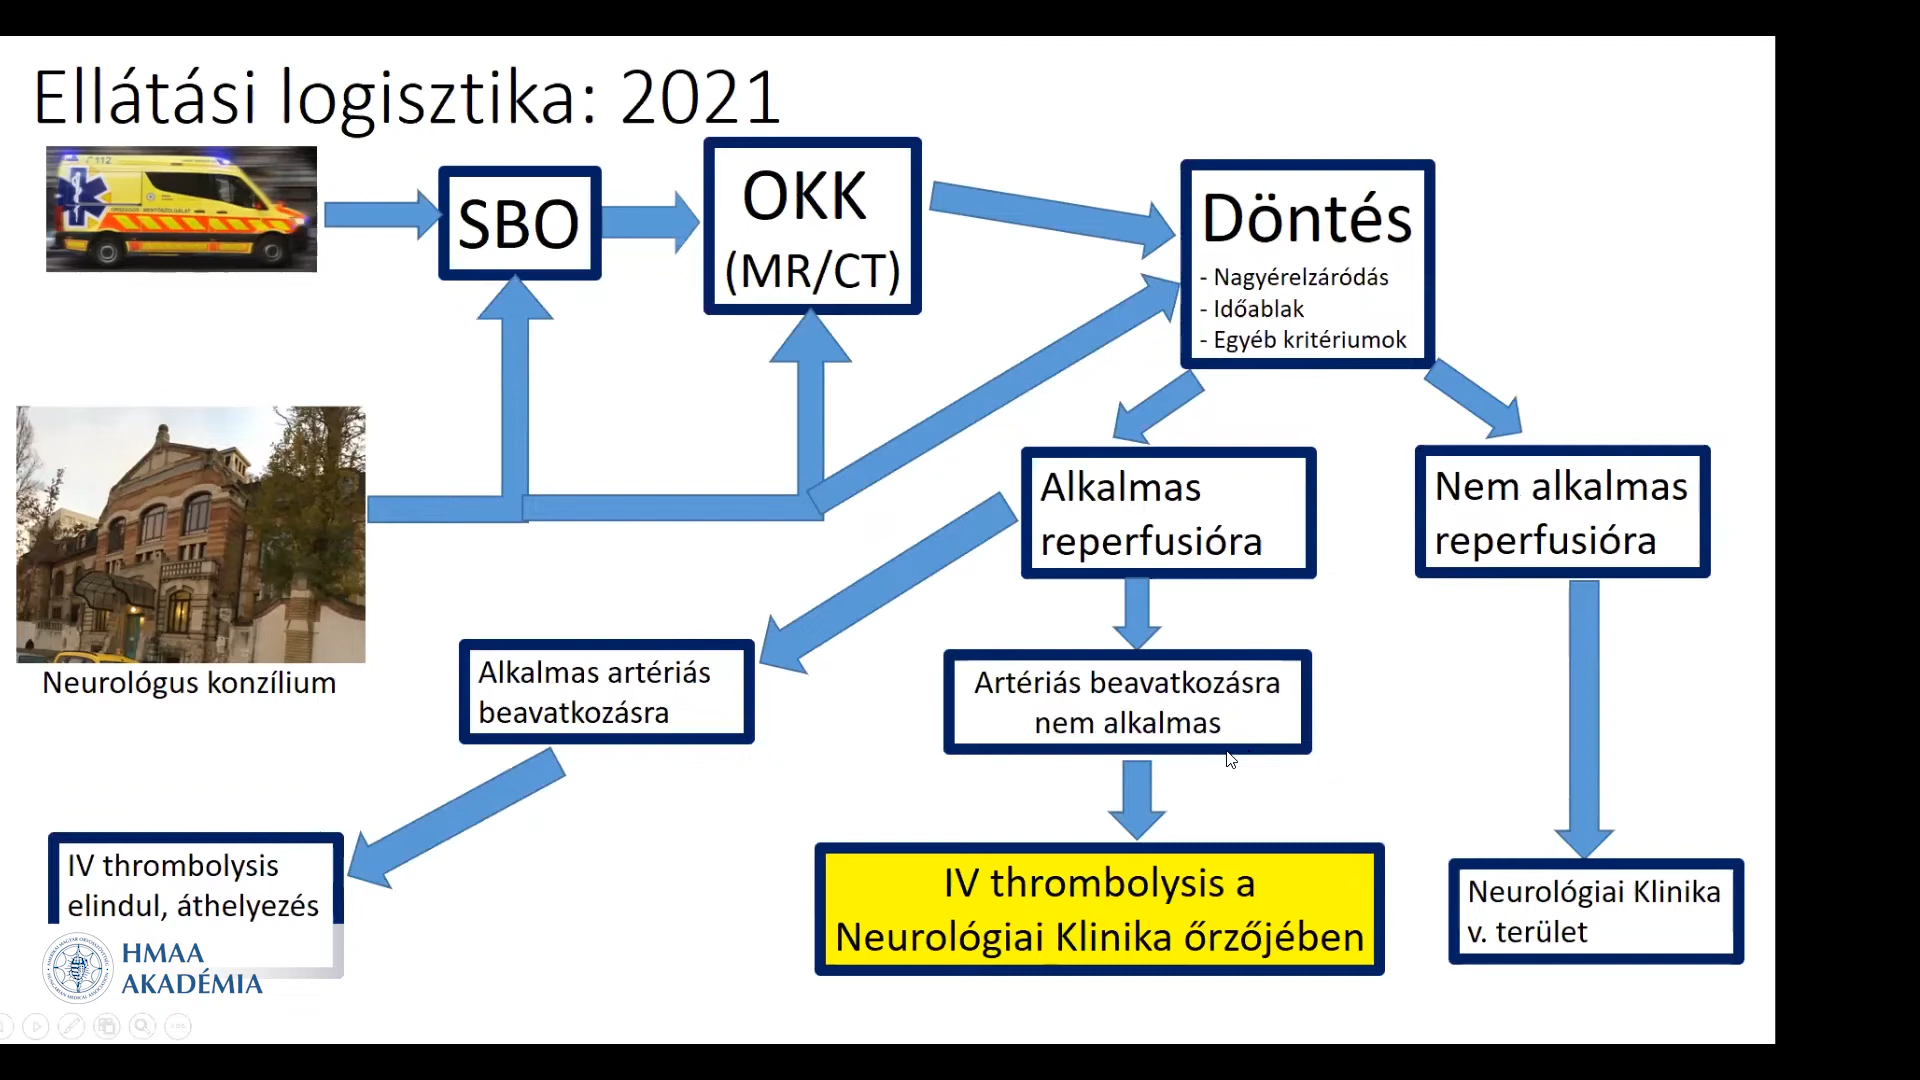 Ellátási logisztika: 2021
112
SBO
OKK
(MR/CT)
Döntés
- Nagyérelzáródás
- Időablak
- Egyéb kritériumok
Neurológus konzílium
Alkalmas
reperfusióra
Nem alkalmas
reperfusióra
Alkalmas artériás
beavatkozásra
Artériás beavatkozásra
nem alkalmas
IV thrombolysis
elindul, áthelyezés
IV thrombolysis a
Neurológiai Klinika őrzőjében
Neurológiai Klinika
v. terület
HMAA
AKADÉMIA